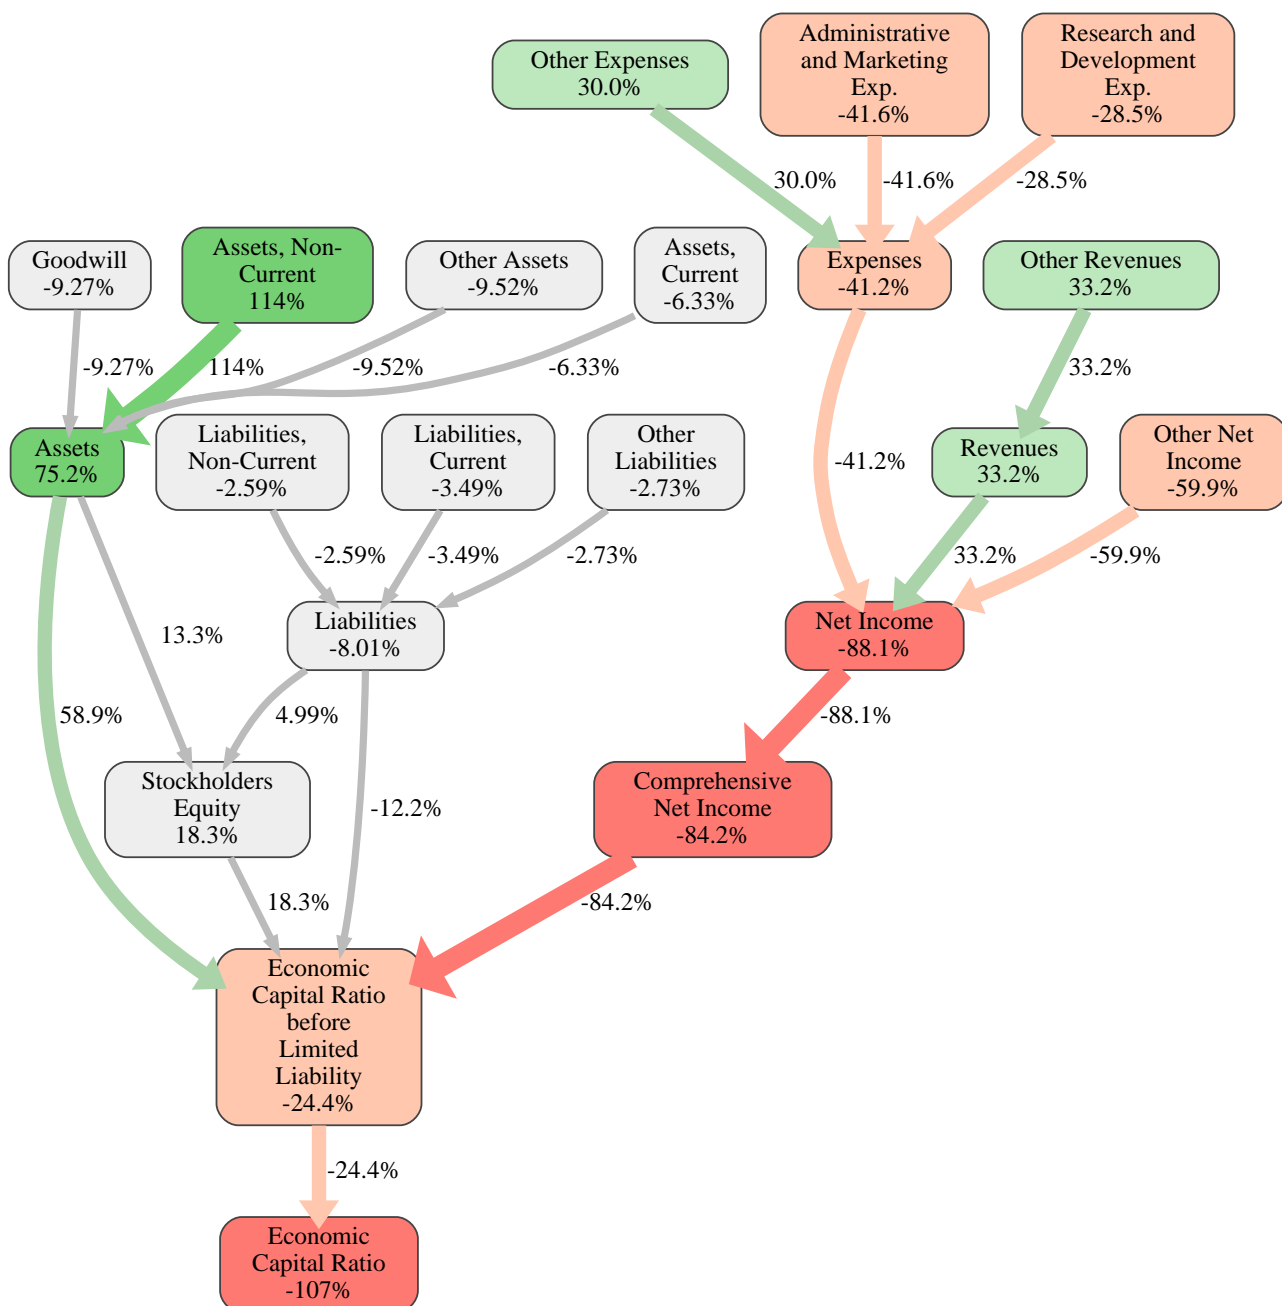 Other Expenses
30.0%
Administrative
and Marketing
Exp.
-41.6%
Research and
Development
Exp.
-28.5%
30.0%
-41.6%
-28.5%
Goodwill
-9.27%
Assets, Non-
Current
114%
Other Assets
-9.52%
Assets,
Current
-6.33%
Expenses
-41.2%
Other Revenues
33.2%
-9.27%
114%
-9.52%
-6.33%
33.2%
Assets
75.2%
Liabilities,
Non-Current
-2.59%
Liabilities,
Current
-3.49%
Other
Liabilities
-2.73%
-41.2%
Revenues
33.2%
Other Net
Income
-59.9%
-2.59%
-3.49%
-2.73%
33.2%
-59.9%
13.3%
Liabilities
-8.01%
Net Income
-88.1%
58.9%
4.99%
-88.1%
Stockholders
Equity
18.3%
-12.2%
Comprehensive
Net Income
-84.2%
18.3%
-84.2%
Economic
Capital Ratio
before
Limited
Liability
-24.4%
-24.4%
Economic
Capital Ratio
-107%